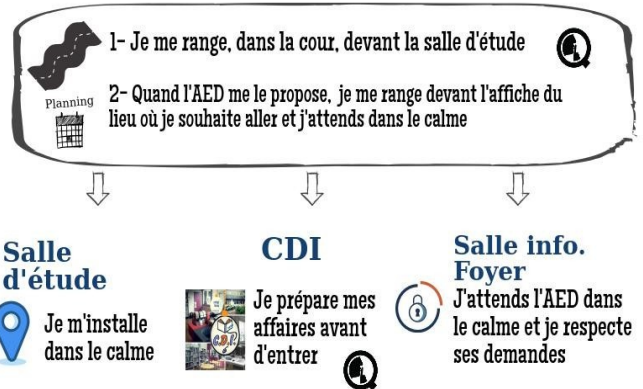 1- Je me range, dans la cour, devant la salle d'étude
Planning
2- Quand l'AED me le propose, je me range devant l'affiche du
lieu où je souhaite aller et j'attends dans le calme
Salle
d'étude
Je m'installe
dans le calme
CDI
Je prépare mes
affaires avant
d'entrer
Salle info.
Foyer
J'attends l'AED dans
le calme et je respecte
ses demandes